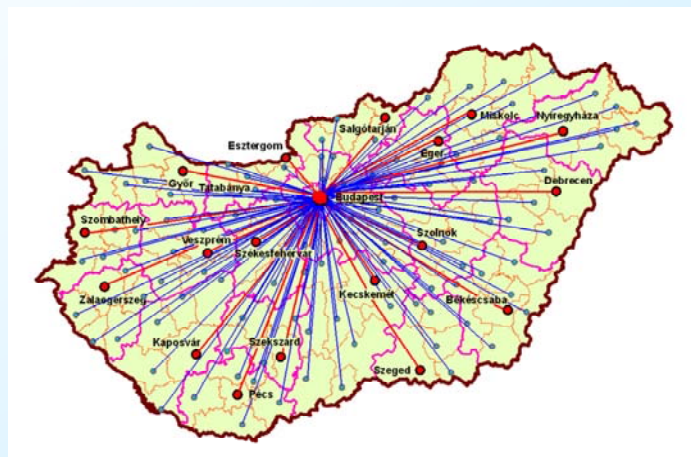 Salgótarján
Miskolc
Nyíregyháza
Esztergom
Eger
Győr
Tatabánya
Budapest
Debrecen
Szombathely
Veszprém
Székesfehérvár
Szolnok
Zalaegerszeg
Kecskemét
Békéscsaba
Kaposvár
Szekszard
Szeged
Pécs